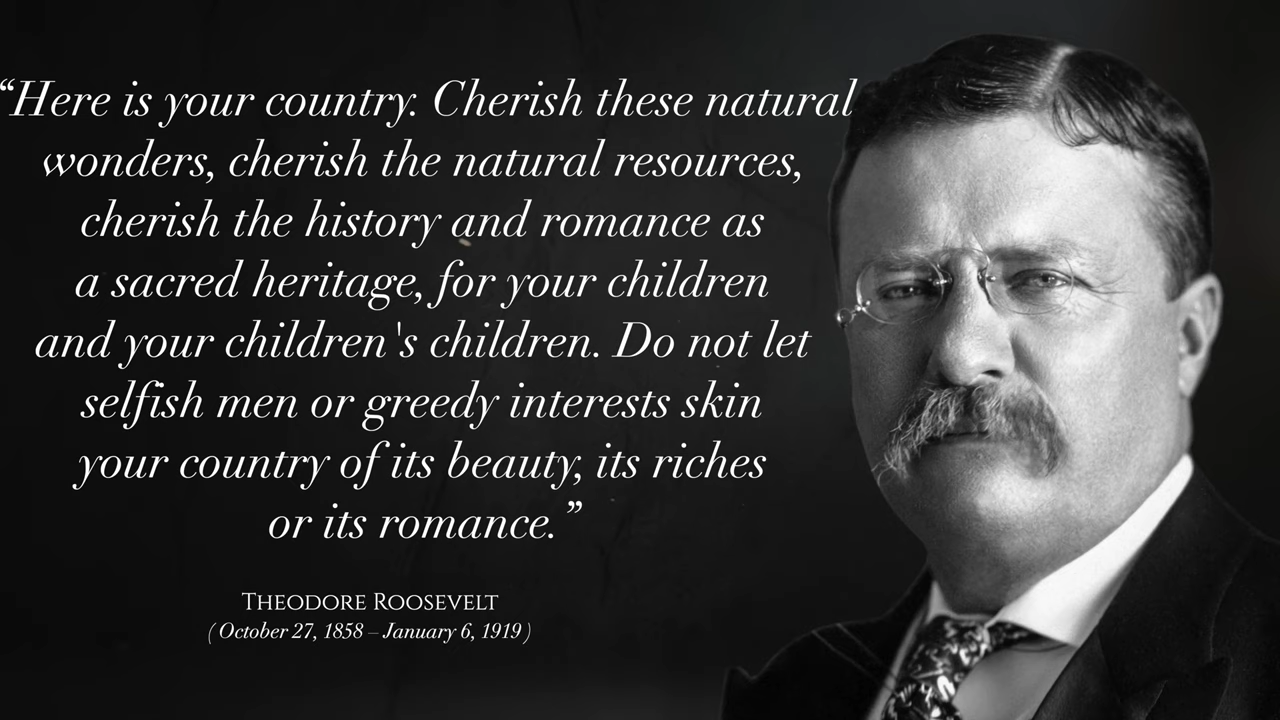 “Here is your country. Cherish these natural
wonders, cherish the natural resources,
cherish the history and romance as
a sacred heritage, for your children
and your children's children. Do not let
selfish men or greedy interests skin
your country of its beauty, its riches
or its romance.”
Theodore Roosevelt
( October 27, 1858 – January 6, 1919 )